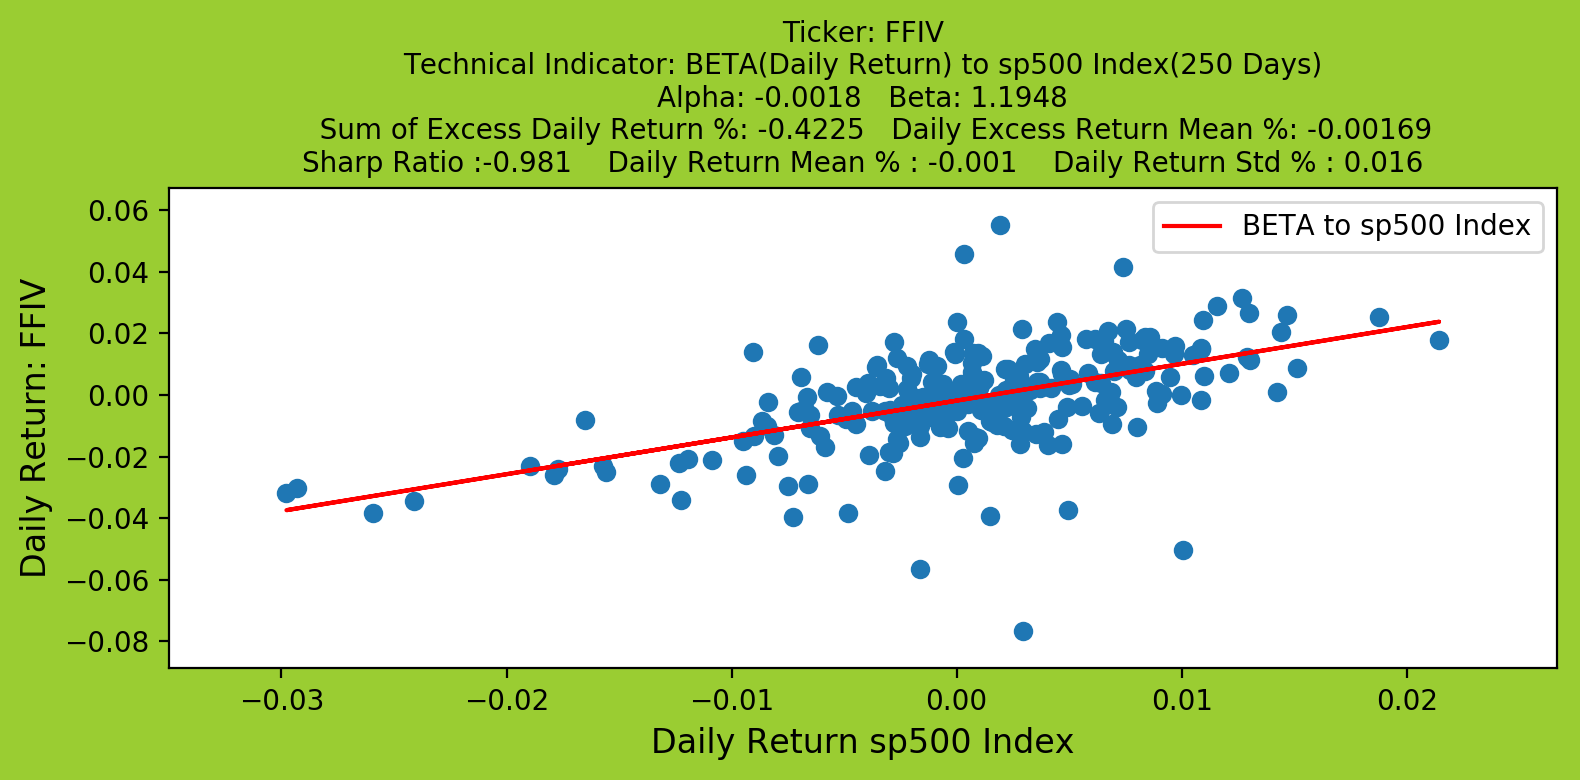 Ticker: FFIV
Technical Indicator: BETA(Daily Return) to sp500 Index(250 Days)
Alpha: -0.0018   Beta: 1.1948
Sum of Excess Daily Return %: -0.4225   Daily Excess Return Mean %: -0.00169
Sharp Ratio :-0.981    Daily Return Mean % : -0.001    Daily Return Std % : 0.016
BETA to sp500 Index
Daily Return: FFIV
0.06
0.04
0.02
0.00
−0.02
−0.04
−0.06
−0.08
−0.03 −0.02 −0.01 0.00 0.01 0.02
Daily Return sp500 Index